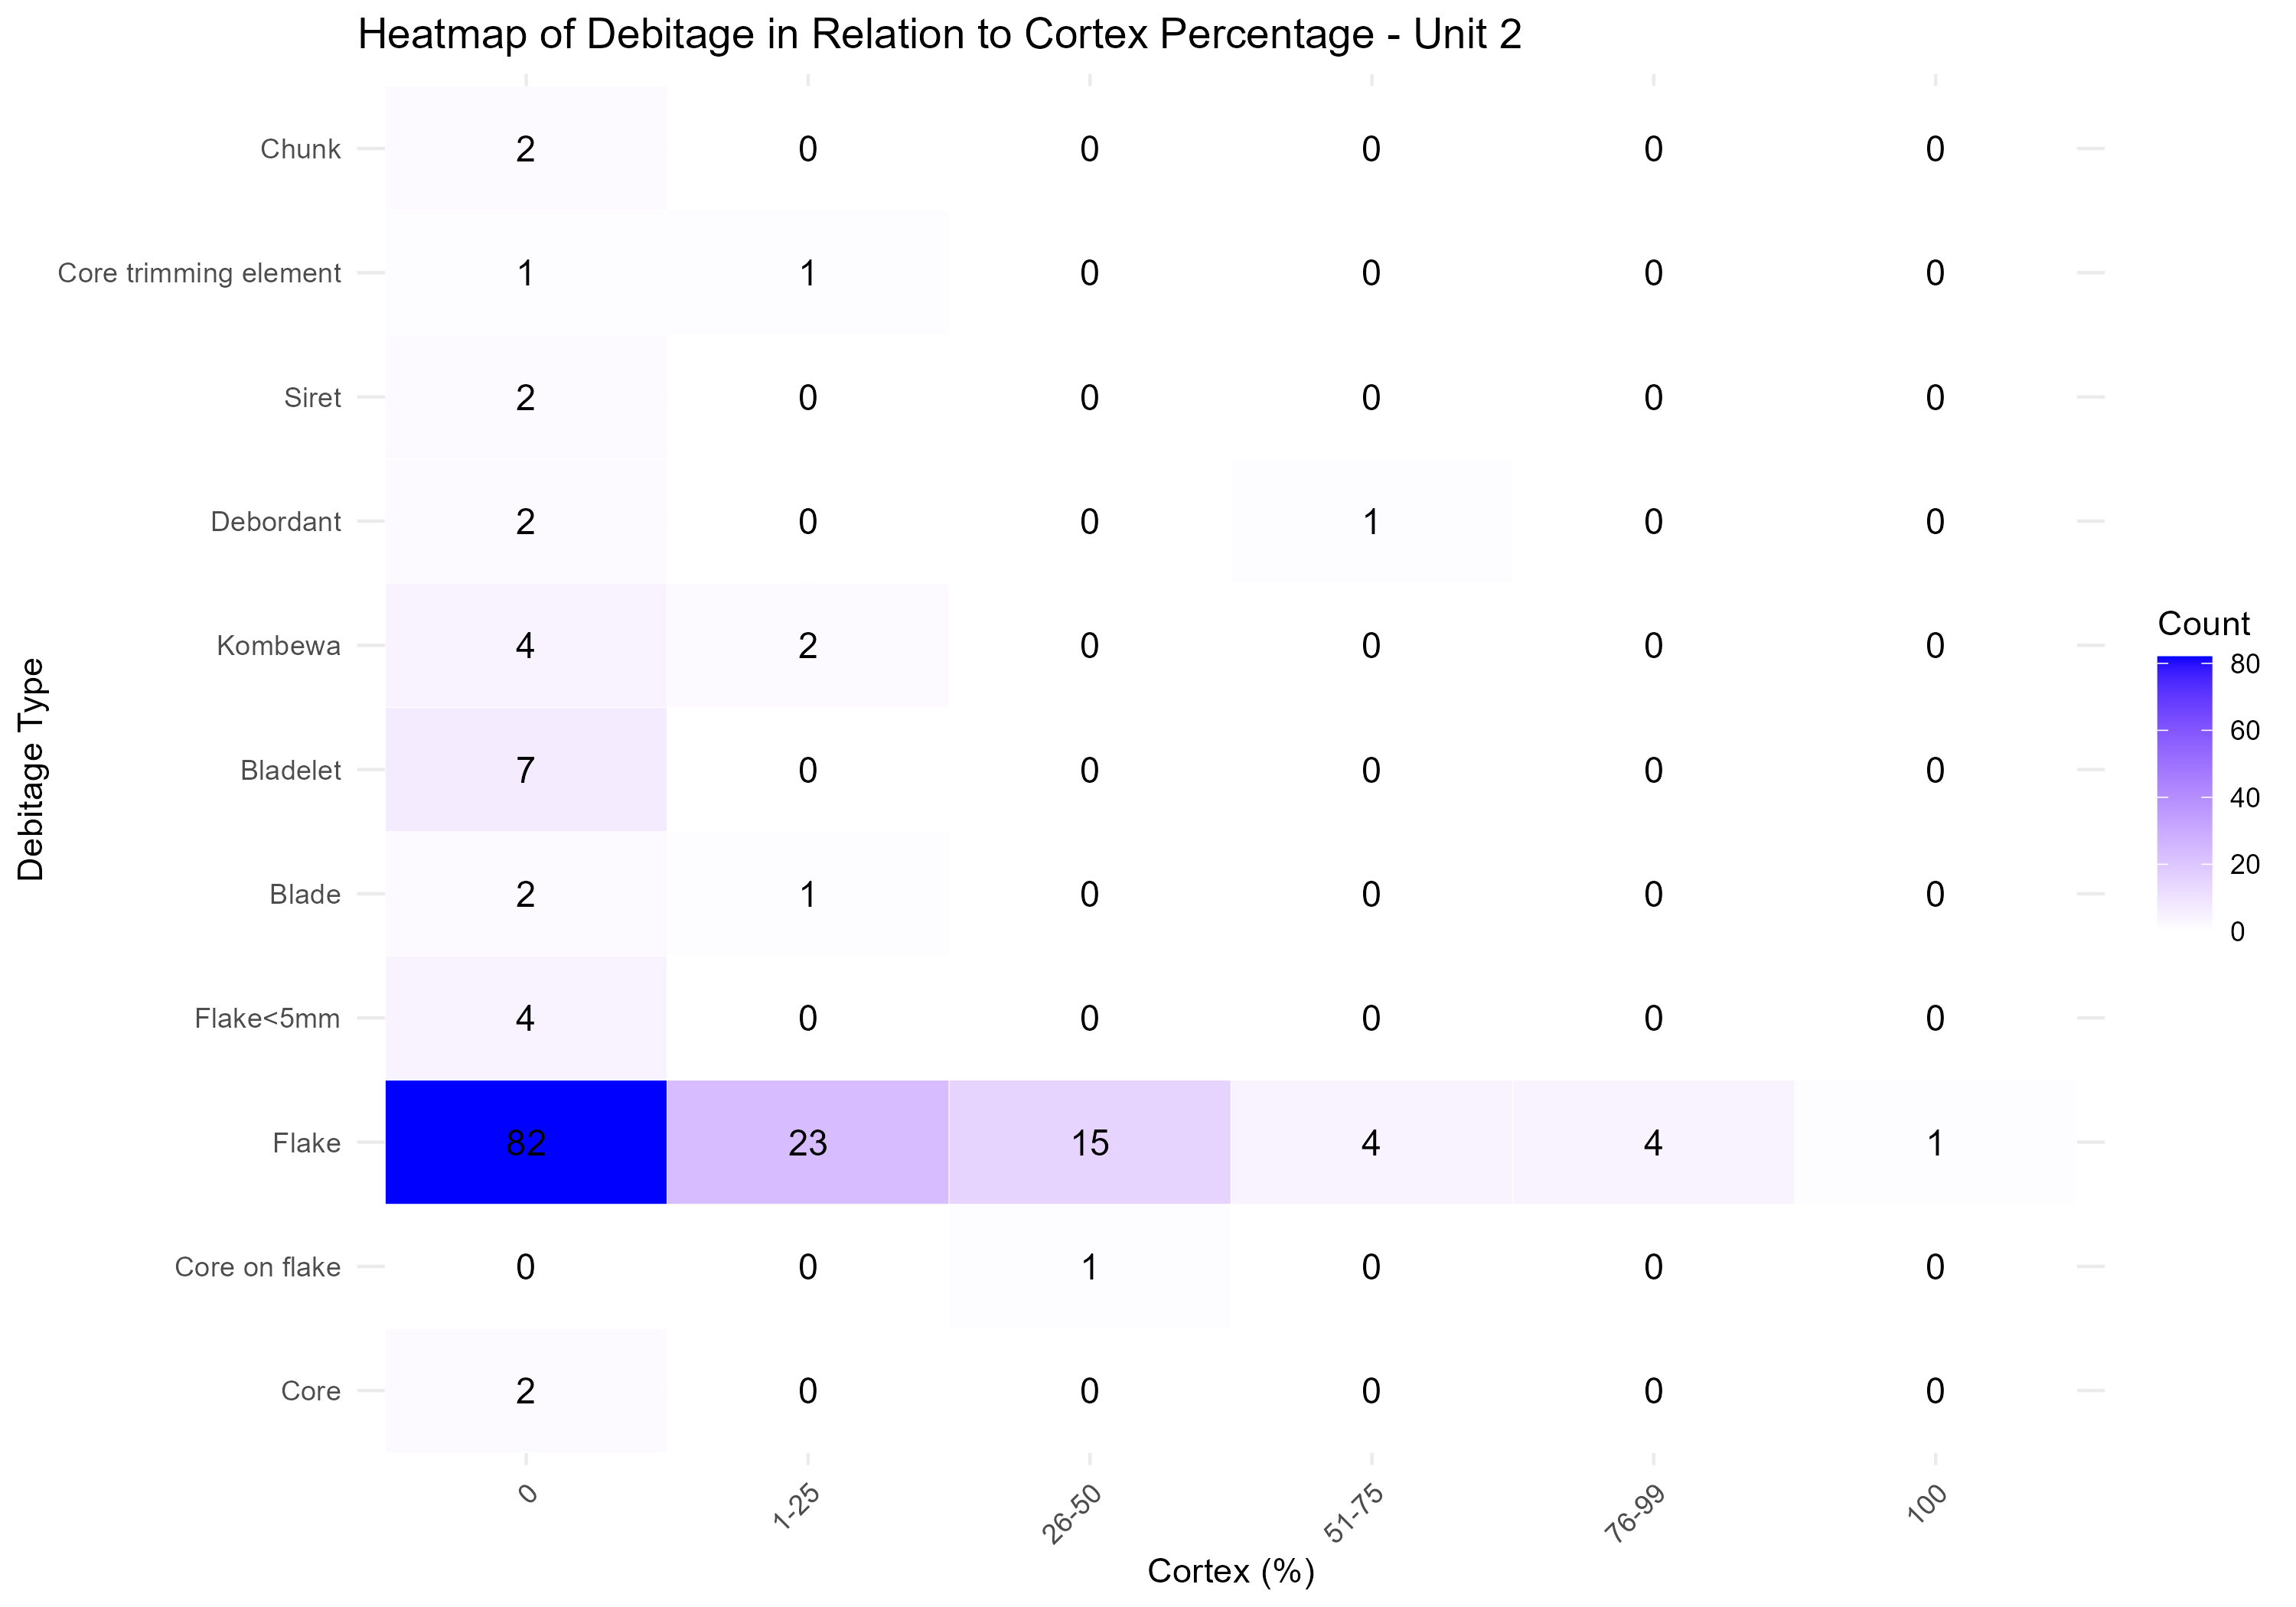 Heatmap of Debitage in Relation to Cortex Percentage - Unit 2
Debitage Type
Chunk 2 0 0 0 0 0
Core trimming element 1 1 0 0 0 0
Siret 2 0 0 0 0 0
Debordant 2 0 0 1 0 0
Kombewa 4 2 0 0 0 0
Bladelet 7 0 0 0 0 0
Blade 2 1 0 0 0 0
Flake<5mm 4 0 0 0 0 0
Flake 82 23 15 4 4 1
Core on flake 0 0 1 0 0 0
Core 2 0 0 0 0 0
0 1-25 26-50 51-75 76-99 100
Cortex (%)
Count
80
60
40
20
0